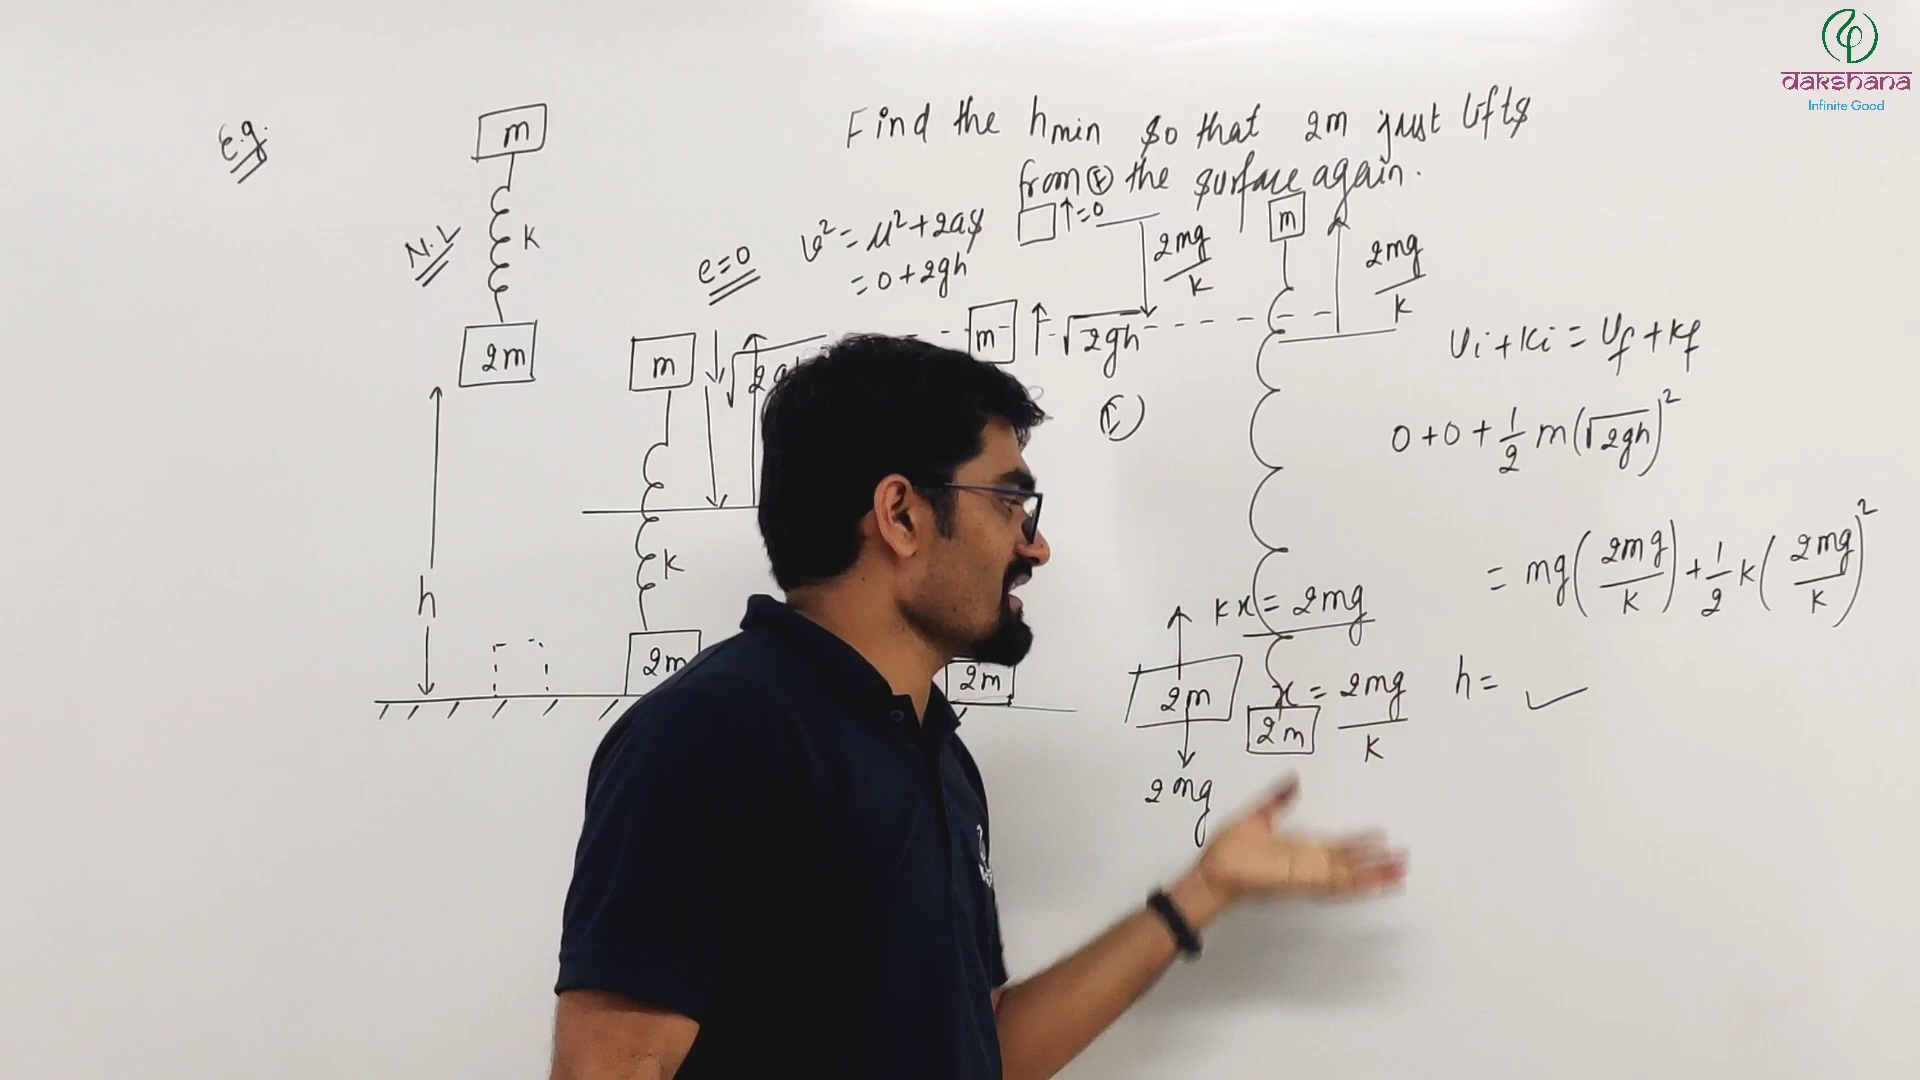 E.g.
m
K
N.L
2m
h
Find the hmin so that 2m just lifts
from the surface again.
e=0
v² = u² + 2as
= 0 + 2gh
m
K
2m
↑=0
2mg/K
m
↑ √2gh
2m
m
2mg/K
2m
Kx = 2mg
x = 2mg/K
2m
2mg
Ui + Ki = Uf + Kf
0 + 0 + 1/2 m(√2gh)²
= mg(2mg/K) + 1/2 K(2mg/K)²
h = ✓
dakshana
Infinite Good